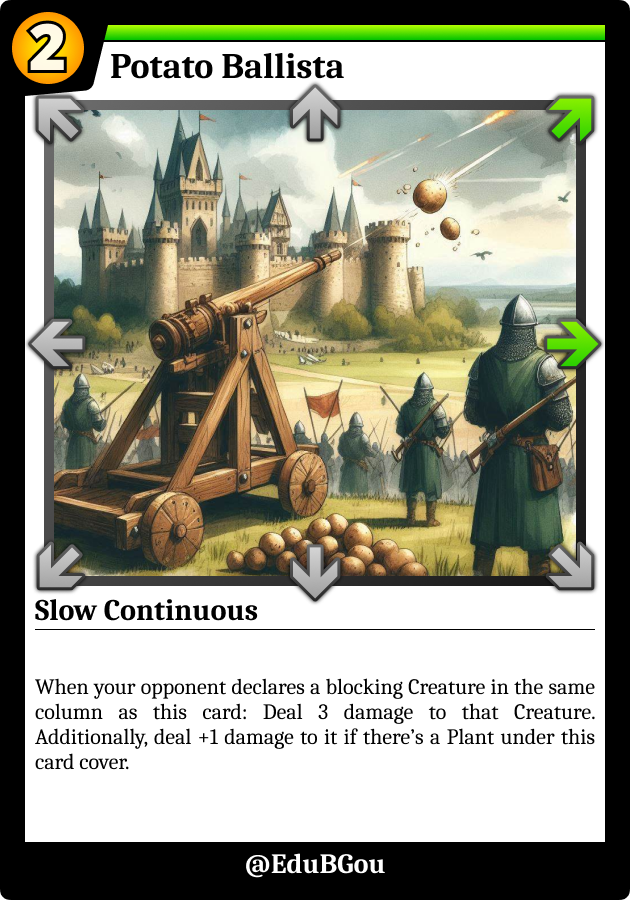 2
Potato Ballista
Slow Continuous
When your opponent declares a blocking Creature in the same
column as this card: Deal 3 damage to that Creature.
Additionally, deal +1 damage to it if there’s a Plant under this
card cover.
@EduBGou